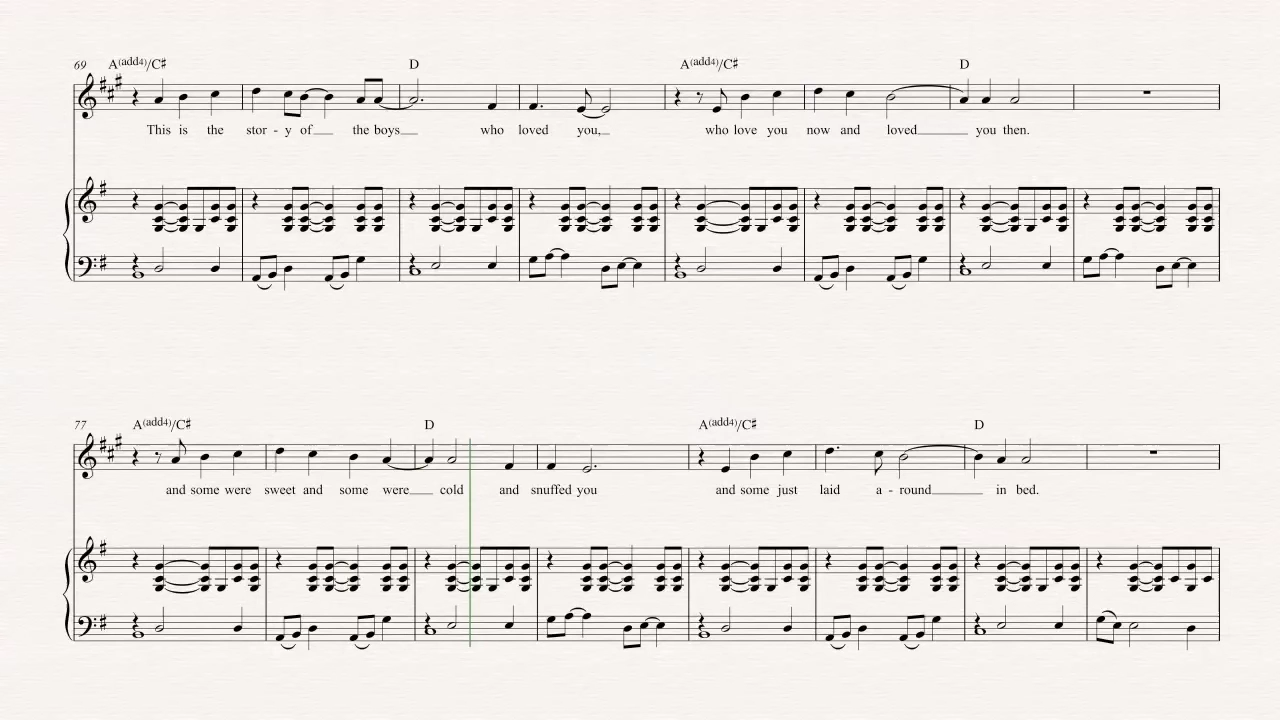 69 A(add4)/C♯ D A(add4)/C♯ D
This is the stor - y of the boys who loved you, who love you now and loved you then.
77 A(add4)/C♯ D A(add4)/C♯ D
and some were sweet and some were cold and snuffed you and some just laid a - round in bed.